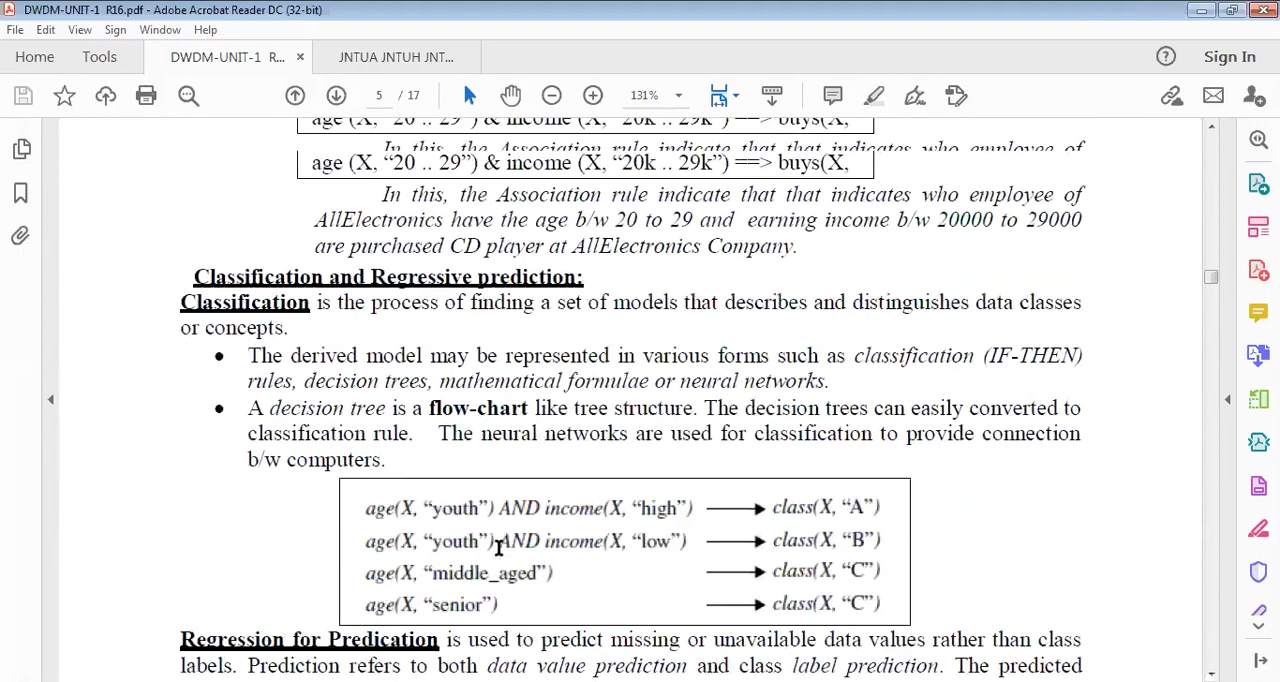 DWDM-UNIT-1 R16.pdf - Adobe Acrobat Reader DC (32-bit)
File Edit View Sign Window Help
Home Tools DWDM-UNIT-1 R... × JNTUA JNTUH JNT... Sign In
5 / 17 131%
age (X, “20 .. 29”) & income (X, “20k .. 29k”) ==> buys(X,
In this, the Association rule indicate that that indicates who employee of
age (X, “20 .. 29”) & income (X, “20k .. 29k”) ==> buys(X,
In this, the Association rule indicate that that indicates who employee of
AllElectronics have the age b/w 20 to 29 and earning income b/w 20000 to 29000
are purchased CD player at AllElectronics Company.
Classification and Regressive prediction:
Classification is the process of finding a set of models that describes and distinguishes data classes
or concepts.
• The derived model may be represented in various forms such as classification (IF-THEN)
rules, decision trees, mathematical formulae or neural networks.
• A decision tree is a flow-chart like tree structure. The decision trees can easily converted to
classification rule. The neural networks are used for classification to provide connection
b/w computers.
age(X, “youth”) AND income(X, “high”) → class(X, “A”)
age(X, “youth”) AND income(X, “low”) → class(X, “B”)
age(X, “middle_aged”) → class(X, “C”)
age(X, “senior”) → class(X, “C”)
Regression for Predication is used to predict missing or unavailable data values rather than class
labels. Prediction refers to both data value prediction and class label prediction. The predicted